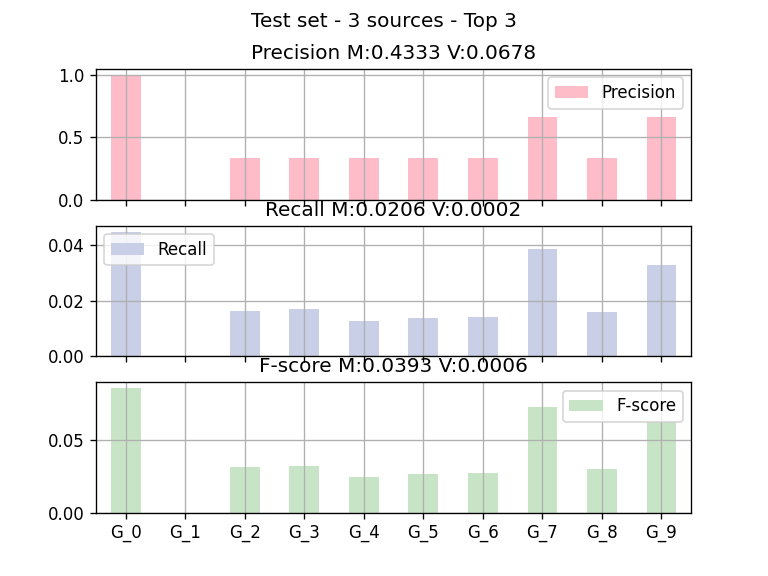 Test set - 3 sources - Top 3
Precision M:0.4333 V:0.0678
1.0
0.5
0.0
Precision
Recall M:0.0206 V:0.0002
0.04
0.02
0.00
Recall
F-score M:0.0393 V:0.0006
0.05
0.00
F-score
G_0 G_1 G_2 G_3 G_4 G_5 G_6 G_7 G_8 G_9